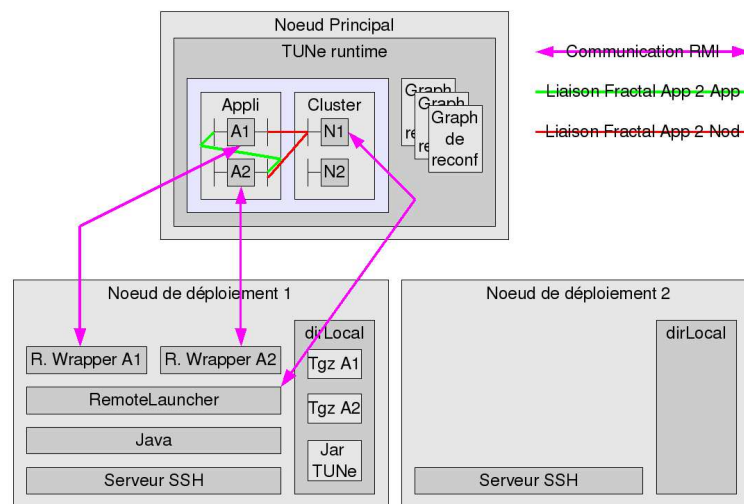 Noeud Principal
TUNe runtime
Appli
Cluster
A1
A2
N1
N2
Graph
Graph
Graph
de
reconf
Communication RMI
Liaison Fractal App 2 App
Liaison Fractal App 2 Nod
Noeud de déploiement 1
dirLocal
R. Wrapper A1
R. Wrapper A2
Tgz A1
RemoteLauncher
Tgz A2
Java
Jar
TUNe
Serveur SSH
Noeud de déploiement 2
dirLocal
Serveur SSH